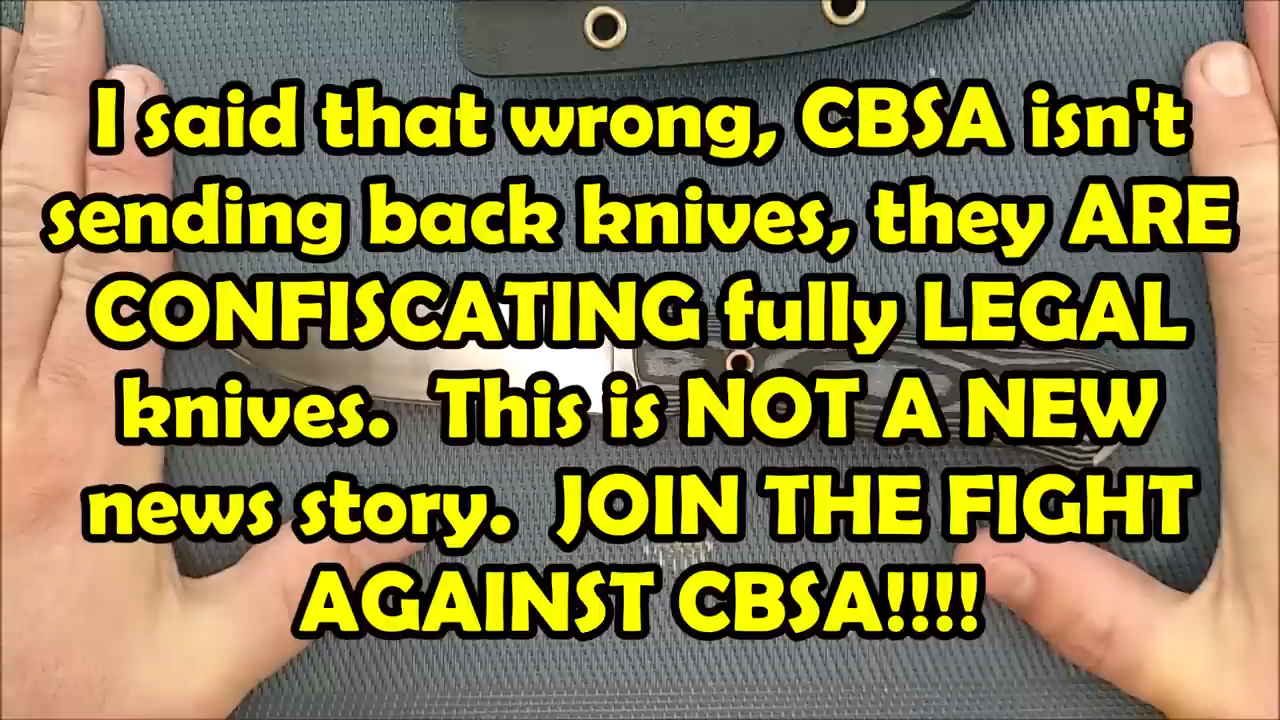 I said that wrong, CBSA isn't
sending back knives, they ARE
CONFISCATING fully LEGAL
knives.  This is NOT A NEW
news story.  JOIN THE FIGHT
AGAINST CBSA!!!!